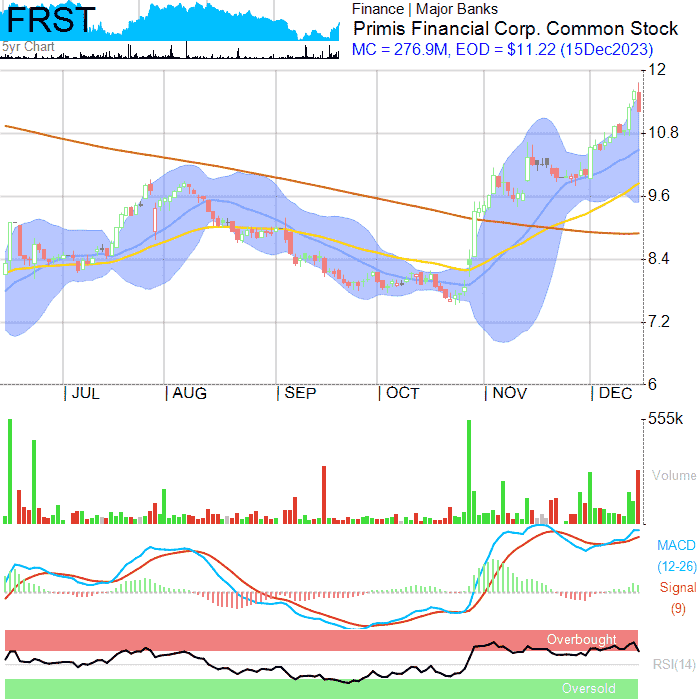 FRST
5yr Chart
Finance | Major Banks
Primis Financial Corp. Common Stock
MC = 276.9M, EOD = $11.22 (15Dec2023)
12
10.8
9.6
8.4
7.2
6
JUL AUG SEP OCT NOV DEC
555k
Volume
MACD
(12-26)
Signal
(9)
Overbought
RSI(14)
Oversold